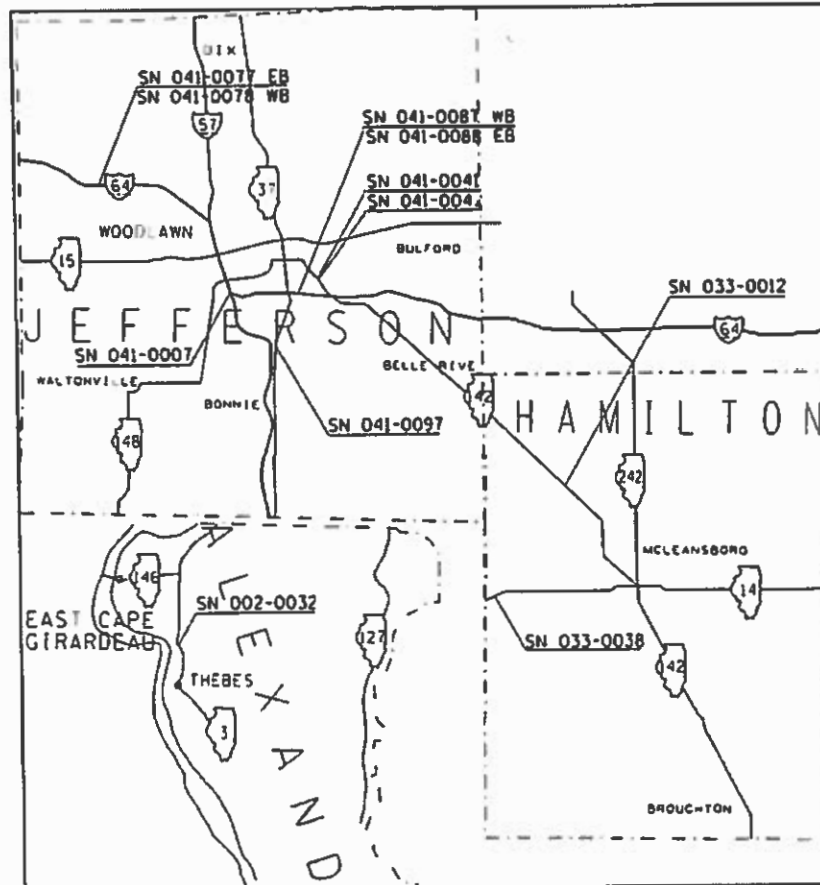 DIX
SN 041-0077 EB
SN 041-0078 WB
57
SN 041-0087 WB
SN 041-0088 EB
64
37
SN 041-0041
SN 041-004
WOODLAWN
15
BULFORD
SN 033-0012
JEFFERSON
64
SN 041-0007
WALTONVILLE
BELLE RIVE
BONNIE
142
HAMILTON
SN 041-0097
148
242
MCLEANSBORO
146
14
SN 002-0032
EAST CAPE
GIRARDEAU
127
SN 033-0038
142
THEBES
3
ALEXAND
BROUGHTON